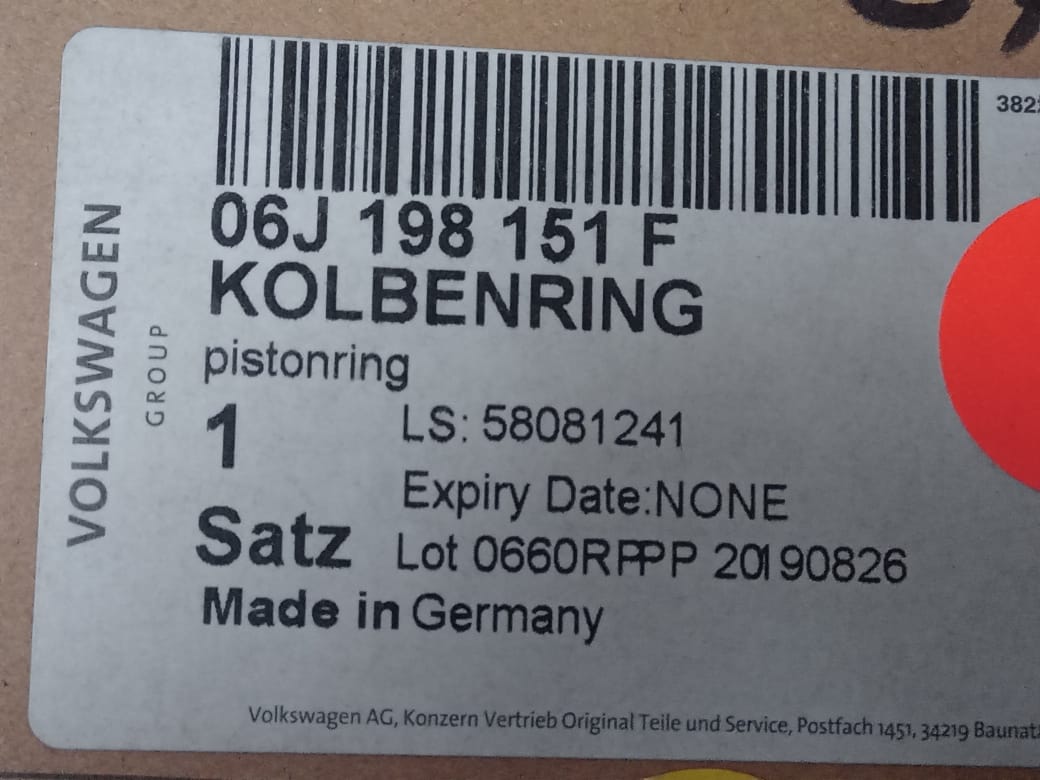 VOLKSWAGEN
GROUP
06J 198 151 F
KOLBENRING
pistonring
1 LS: 58081241
Expiry Date:NONE
Satz Lot 0660RPPP 20190826
Made in Germany
Volkswagen AG, Konzern Vertrieb Original Teile und Service, Postfach 1451, 34219